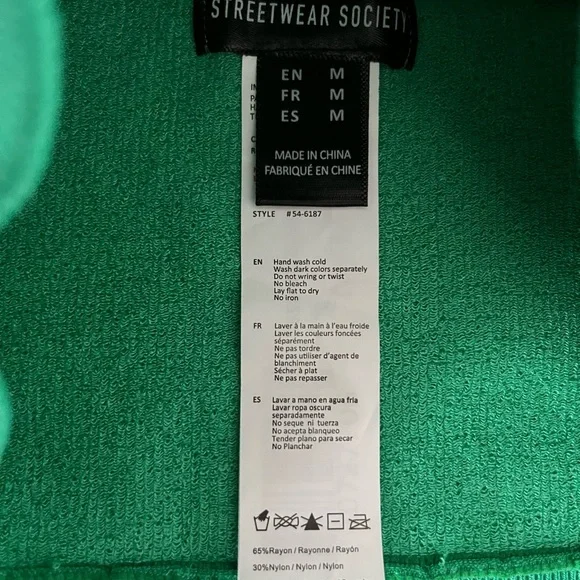 STREETWEAR SOCIETY
EN M
FR M
ES M
MADE IN CHINA
FABRIQUÉ EN CHINE
STYLE #54-6187
EN Hand wash cold
Wash dark colors separately
Do not wring or twist
No bleach
Lay flat to dry
No iron
FR Laver à la main à l'eau froide
Laver les couleurs foncées
séparément
Ne pas tordre
Ne pas utiliser d'agent de
blanchiment
Sécher à plat
Ne pas repasser
ES Lavar a mano en agua fria
Lavar ropa oscura
separadamente
No seque ni tuerza
No acepta blanqueo
Tender plano para secar
No Planchar
65%Rayon / Rayonne / Rayón
30%Nylon / Nylon / Nylon